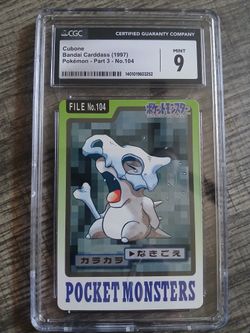 CGC
CERTIFIED GUARANTY COMPANY
Cubone
Bandai Carddass (1997)
Pokémon - Part 3 - No.104
MINT
9
1401019603252
FILE No.104
ポケットモンスター
カラカラ
▶なきごえ
POCKET MONSTERS